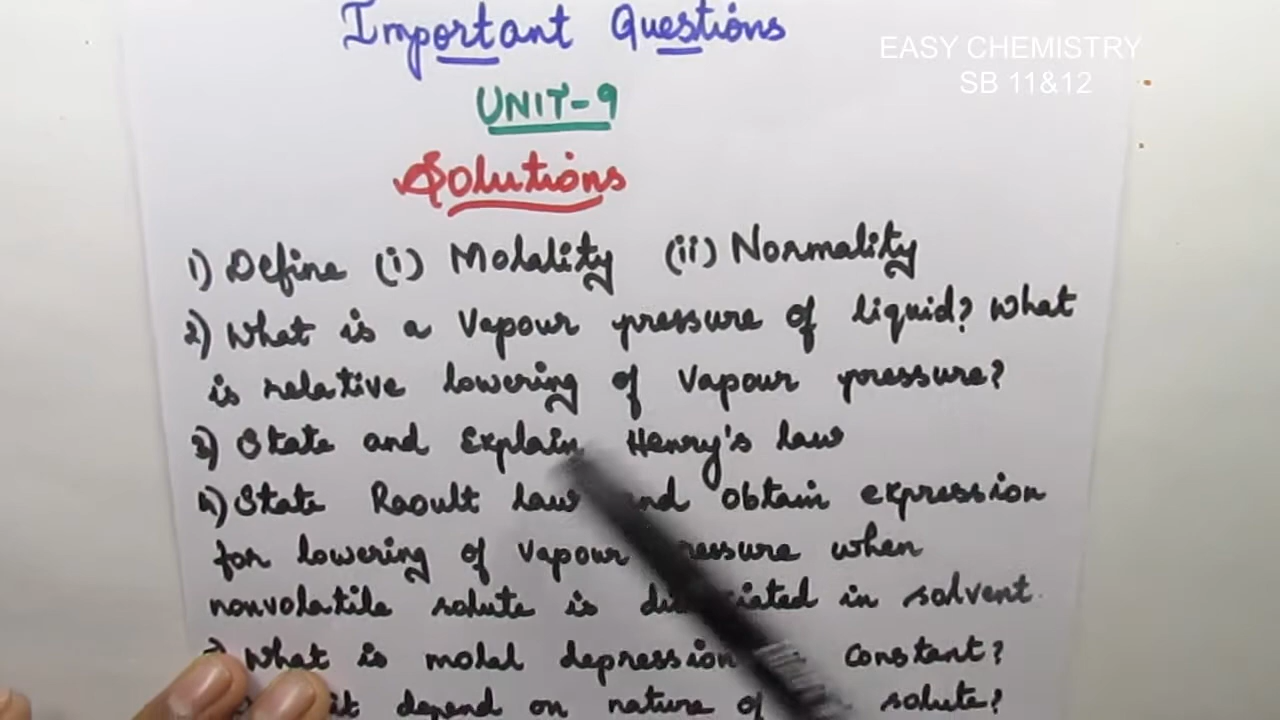 Important Questions
EASY CHEMISTRY
SB 11&12
UNIT-9
Solutions
1) Define (i) Molality (ii) Normality
2) What is a Vapour pressure of liquid? What
is relative lowering of Vapour pressure?
3) State and Explain Henry's law
4) State Raoult law and obtain expression
for lowering of Vapour pressure when
nonvolatile solute is in solvent.
What is molal depression constant?
it depend on nature of solute?